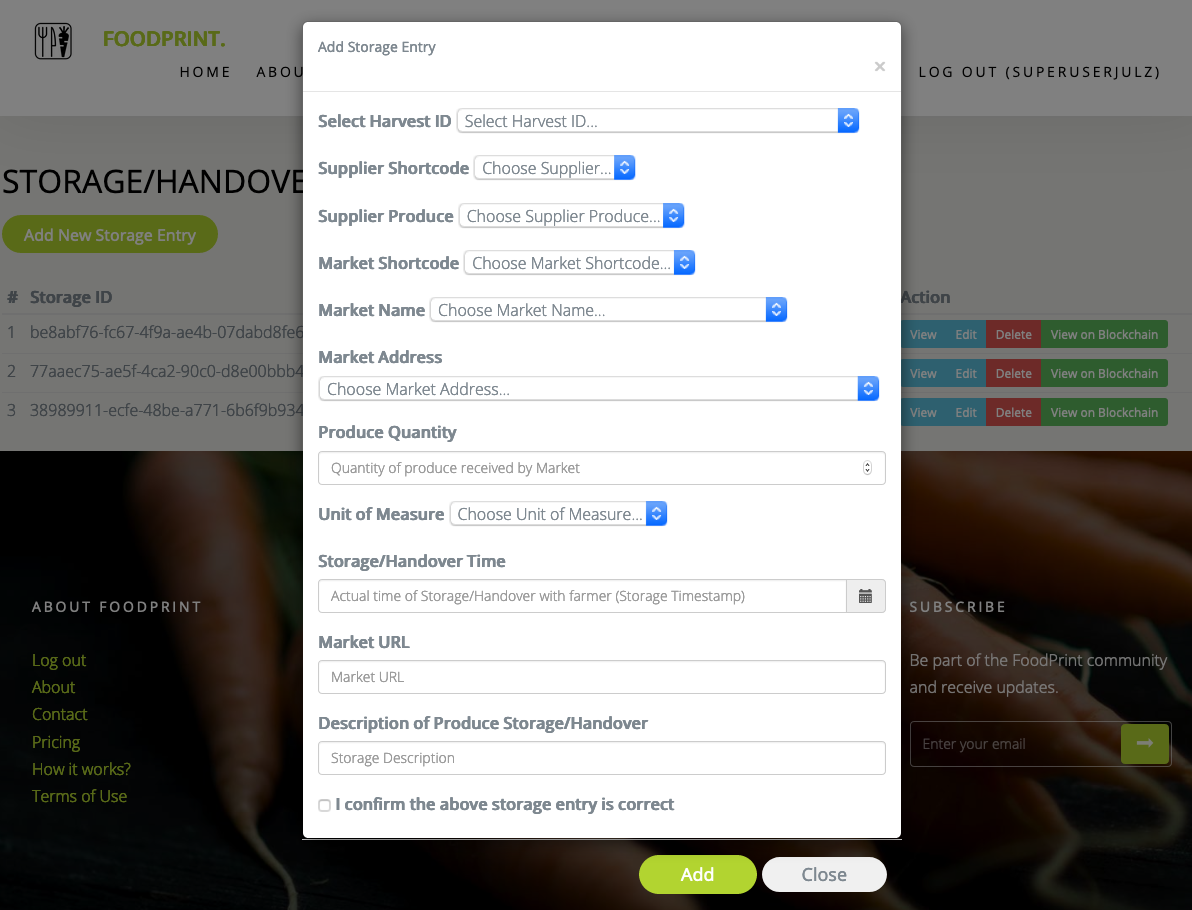 FOODPRINT.
HOME ABOU
LOG OUT (SUPERUSERJULZ)
STORAGE/HANDOVE
Add New Storage Entry
# Storage ID Action
1 be8abf76-fc67-4f9a-ae4b-07dabd8fe6 View Edit Delete View on Blockchain
2 77aaec75-ae5f-4ca2-90c0-d8e00bbb4 View Edit Delete View on Blockchain
3 38989911-ecfe-48be-a771-6b6f9b934 View Edit Delete View on Blockchain
Add Storage Entry
×
Select Harvest ID Select Harvest ID...
Supplier Shortcode Choose Supplier...
Supplier Produce Choose Supplier Produce...
Market Shortcode Choose Market Shortcode...
Market Name Choose Market Name...
Market Address
Choose Market Address...
Produce Quantity
Quantity of produce received by Market
Unit of Measure Choose Unit of Measure...
Storage/Handover Time
Actual time of Storage/Handover with farmer (Storage Timestamp)
Market URL
Market URL
Description of Produce Storage/Handover
Storage Description
I confirm the above storage entry is correct
Add Close
ABOUT FOODPRINT
Log out
About
Contact
Pricing
How it works?
Terms of Use
SUBSCRIBE
Be part of the FoodPrint community
and receive updates.
Enter your email